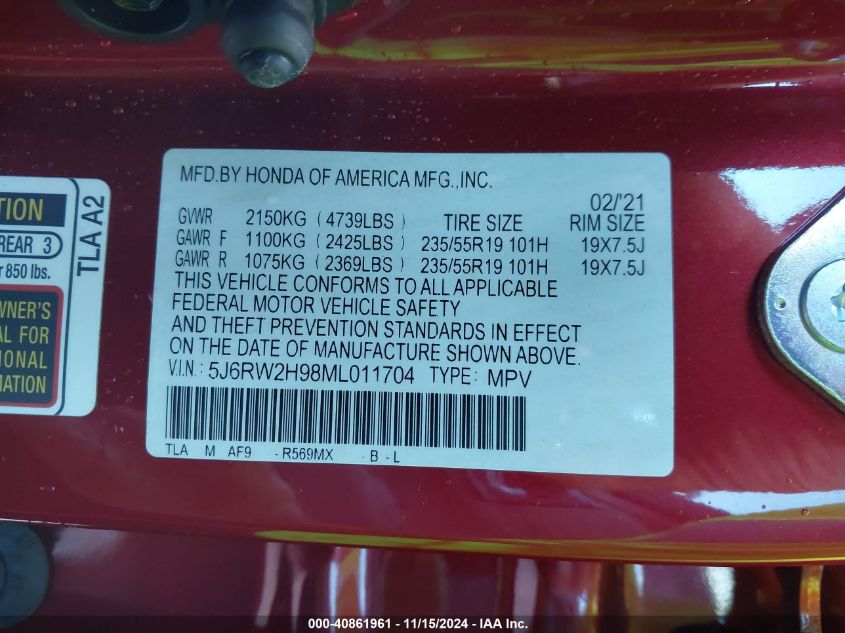 MFD.BY HONDA OF AMERICA MFG.,INC.
02/'21
GVWR 2150KG (4739LBS) TIRE SIZE RIM SIZE
GAWR F 1100KG (2425LBS) 235/55R19 101H 19X7.5J
GAWR R 1075KG (2369LBS) 235/55R19 101H 19X7.5J
THIS VEHICLE CONFORMS TO ALL APPLICABLE
FEDERAL MOTOR VEHICLE SAFETY
AND THEFT PREVENTION STANDARDS IN EFFECT
ON THE DATE OF MANUFACTURE SHOWN ABOVE.
V.I.N.: 5J6RW2H98ML011704 TYPE: MPV
TLA M AF9 - R569MX - B - L
TION
REAR 3
850 lbs.
TLA A2
WNER'S
AL FOR
IONAL
MATION
000-40861961 - 11/15/2024 - IAA Inc.